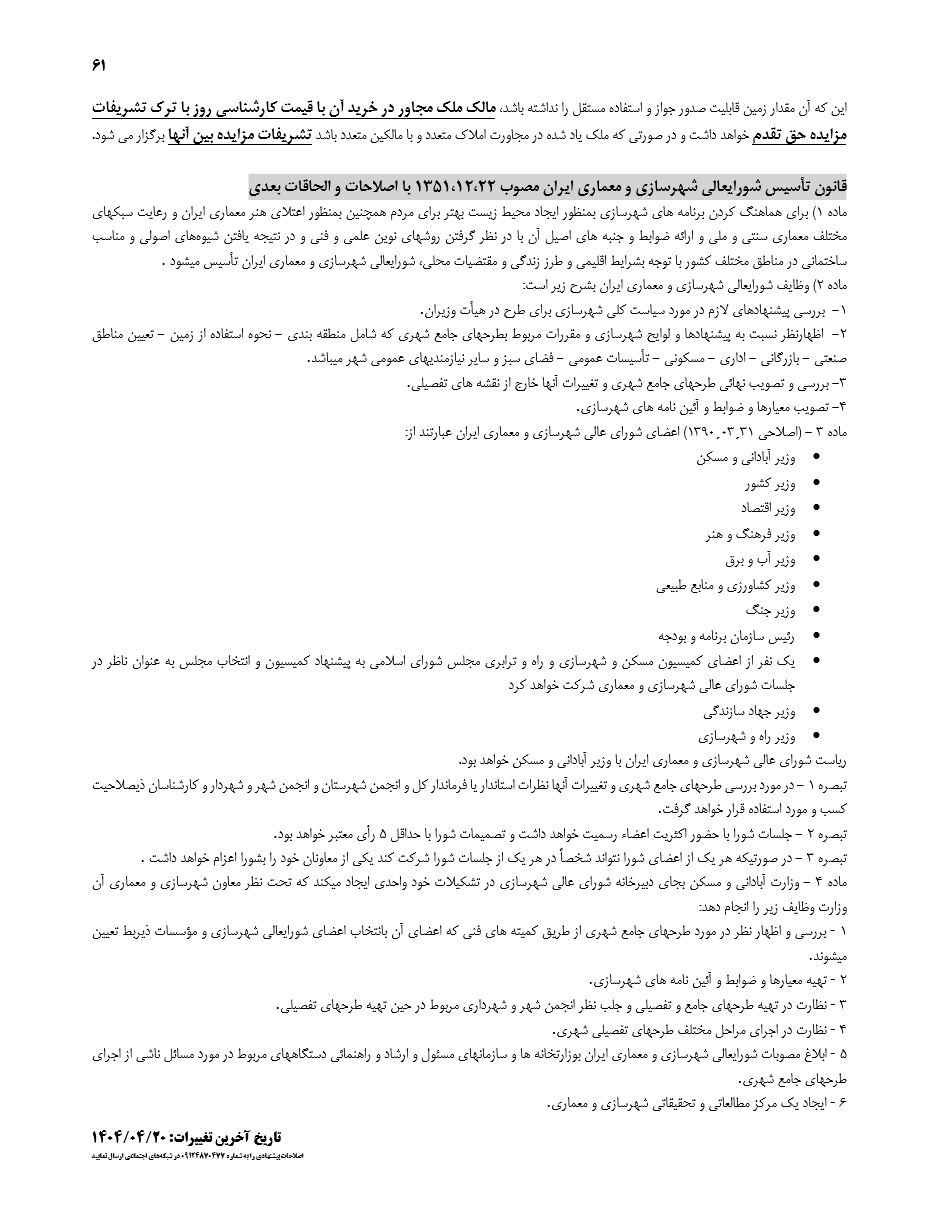 ۶۱
این که آن مقدار زمین قابلیت صدور جواز و استفاده مستقل را نداشته باشد، مالک ملک مجاور در خرید آن با قیمت کارشناسی روز با ترک تشریفات
مزایده حق تقدم خواهد داشت و در صورتی که ملک یاد شده در مجاورت املاک متعدد و با مالکین متعدد باشد تشریفات مزایده بین آنها برگزار می شود.
قانون تأسیس شورایعالی شهرسازی و معماری ایران مصوب ۱۳۵۱،۱۲،۲۲ با اصلاحات و الحاقات بعدی
ماده ۱) برای هماهنگ کردن برنامه های شهرسازی بمنظور ایجاد محیط زیست بهتر برای مردم همچنین بمنظور اعتلای هنر معماری ایران و رعایت سبکهای
مختلف معماری سنتی و ملی و ارائه ضوابط و جنبه های اصیل آن با در نظر گرفتن روشهای نوین علمی و فنی و در نتیجه یافتن شیوه‌های اصولی و مناسب
ساختمانی در مناطق مختلف کشور با توجه بشرایط اقلیمی و طرز زندگی و مقتضیات محلی، شورایعالی شهرسازی و معماری ایران تأسیس میشود .
ماده ۲) وظایف شورایعالی شهرسازی و معماری ایران بشرح زیر است:
۱- بررسی پیشنهادهای لازم در مورد سیاست کلی شهرسازی برای طرح در هیأت وزیران.
۲- اظهارنظر نسبت به پیشنهادها و لوایح شهرسازی و مقررات مربوط بطرحهای جامع شهری که شامل منطقه بندی – نحوه استفاده از زمین – تعیین مناطق
صنعتی – بازرگانی – اداری – مسکونی – تأسیسات عمومی – فضای سبز و سایر نیازمندیهای عمومی شهر میباشد.
۳- بررسی و تصویب نهائی طرحهای جامع شهری و تغییرات آنها خارج از نقشه های تفصیلی.
۴- تصویب معیارها و ضوابط و آئین نامه های شهرسازی.
ماده ۳ – (اصلاحی ۱۳۹۰,۰۳,۳۱) اعضای شورای عالی شهرسازی و معماری ایران عبارتند از:
• وزیر آبادانی و مسکن
• وزیر کشور
• وزیر اقتصاد
• وزیر فرهنگ و هنر
• وزیر آب و برق
• وزیر کشاورزی و منابع طبیعی
• وزیر جنگ
• رئیس سازمان برنامه و بودجه
• یک نفر از اعضای کمیسیون مسکن و شهرسازی و راه و ترابری مجلس شورای اسلامی به پیشنهاد کمیسیون و انتخاب مجلس به عنوان ناظر در
جلسات شورای عالی شهرسازی و معماری شرکت خواهد کرد
• وزیر جهاد سازندگی
• وزیر راه و شهرسازی
ریاست شورای عالی شهرسازی و معماری ایران با وزیر آبادانی و مسکن خواهد بود.
تبصره ۱ – در مورد بررسی طرحهای جامع شهری و تغییرات آنها نظرات استاندار یا فرماندار کل و انجمن شهرستان و انجمن شهر و شهردار و کارشناسان ذیصلاحیت
کسب و مورد استفاده قرار خواهد گرفت.
تبصره ۲ – جلسات شورا با حضور اکثریت اعضاء رسمیت خواهد داشت و تصمیمات شورا با حداقل ۵ رأی معتبر خواهد بود.
تبصره ۳ – در صورتیکه هر یک از اعضای شورا نتواند شخصاً در هر یک از جلسات شورا شرکت کند یکی از معاونان خود را بشورا اعزام خواهد داشت .
ماده ۴ – وزارت آبادانی و مسکن بجای دبیرخانه شورای عالی شهرسازی در تشکیلات خود واحدی ایجاد میکند که تحت نظر معاون شهرسازی و معماری آن
وزارت وظایف زیر را انجام دهد:
۱ - بررسی و اظهار نظر در مورد طرحهای جامع شهری از طریق کمیته های فنی که اعضای آن بانتخاب اعضای شورایعالی شهرسازی و مؤسسات ذیربط تعیین
میشوند.
۲ - تهیه معیارها و ضوابط و آئین نامه های شهرسازی.
۳ - نظارت در تهیه طرحهای جامع و تفصیلی و جلب نظر انجمن شهر و شهرداری مربوط در حین تهیه طرحهای تفصیلی.
۴ - نظارت در اجرای مراحل مختلف طرحهای تفصیلی شهری.
۵ - ابلاغ مصوبات شورایعالی شهرسازی و معماری ایران بوزارتخانه ها و سازمانهای مسئول و ارشاد و راهنمائی دستگاههای مربوط در مورد مسائل ناشی از اجرای
طرحهای جامع شهری.
۶ - ایجاد یک مرکز مطالعاتی و تحقیقاتی شهرسازی و معماری.
تاریخ آخرین تغییرات: ۱۴۰۴/۰۴/۲۰
اصلاحات پیشنهادی را به شماره ۰۹۱۲۴۸۷۰۴۷۷ در شبکه‌های اجتماعی ارسال نمایید